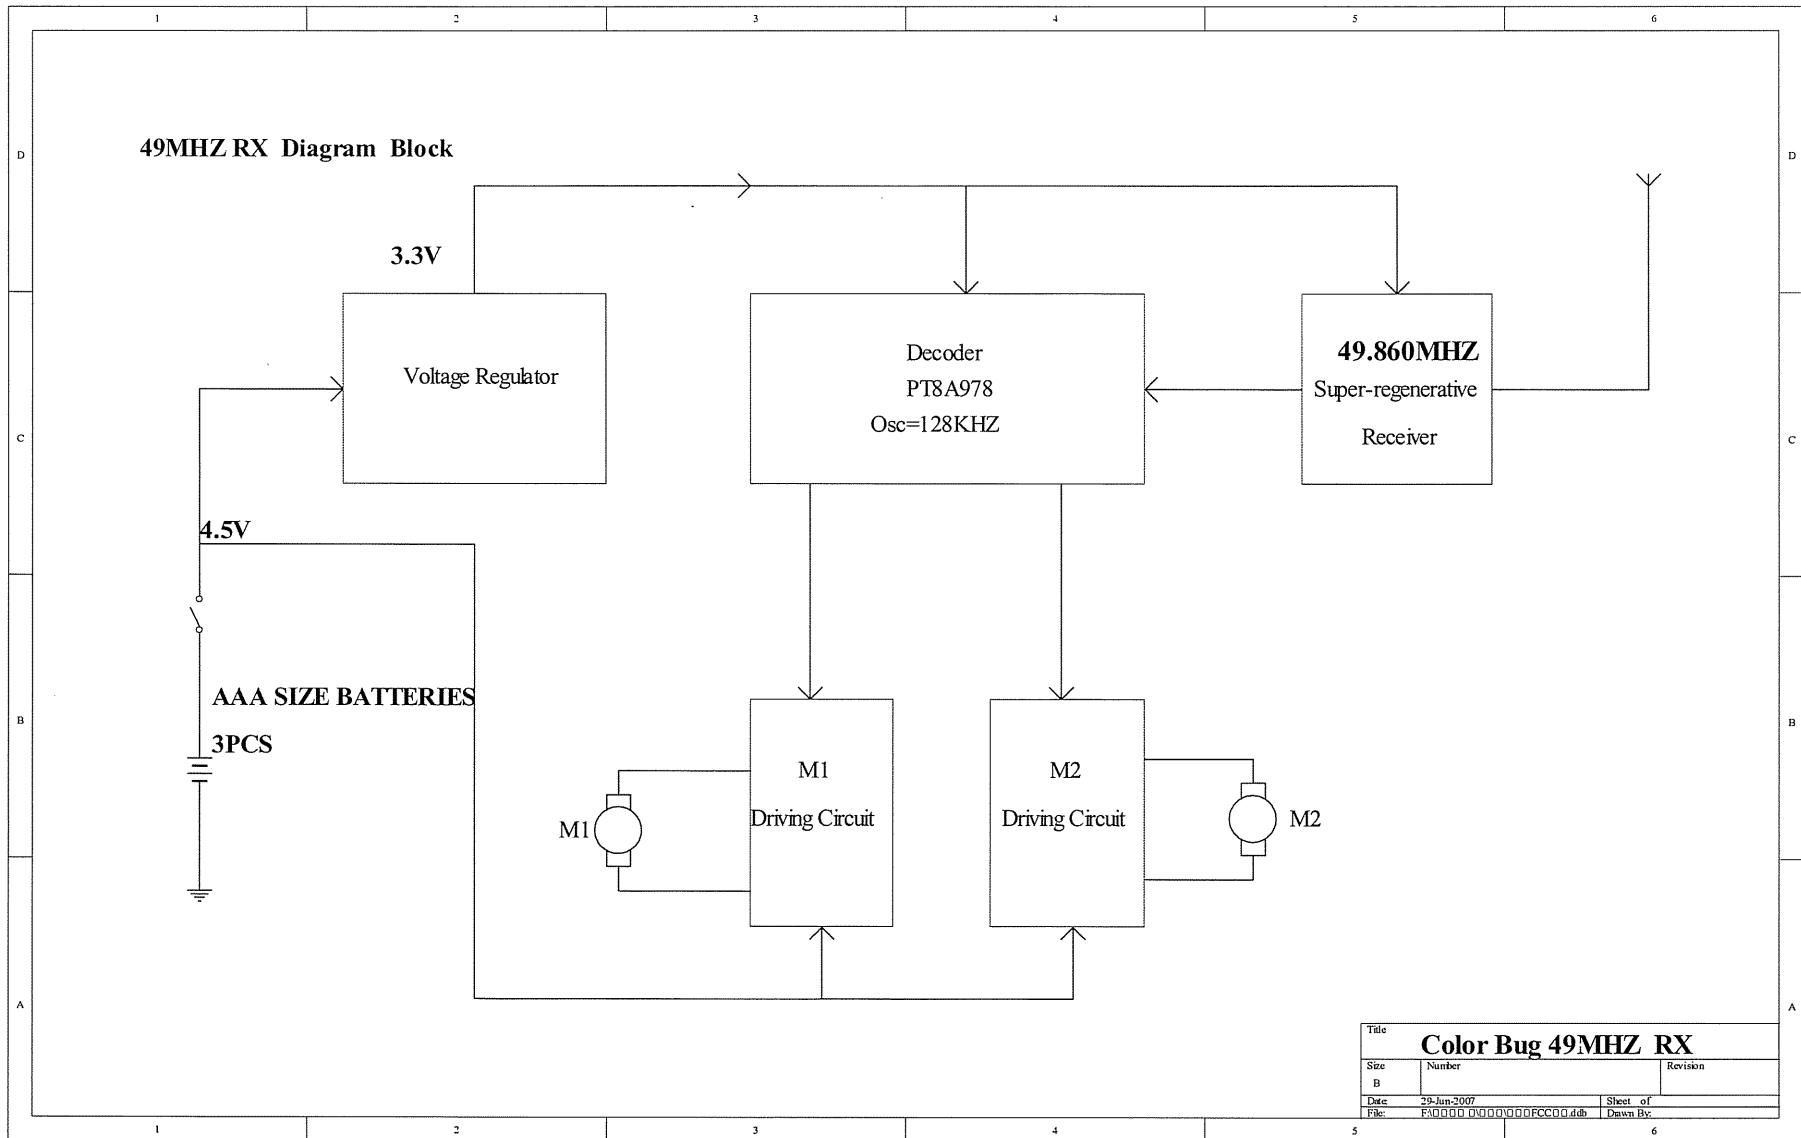 1 2 3 4 5 6
D D
49MHZ RX Diagram Block
3.3V
Voltage Regulator
Decoder
PT8A978
Osc=128KHZ
49.860MHZ
Super-regenerative
Receiver
C C
4.5V
AAA SIZE BATTERIES
3PCS
B B
M1
M1
Driving Circuit
M2
Driving Circuit
M2
A A
Title
Color Bug 49MHZ RX
Size Number Revision
B
Date: 29-Jun-2007 Sheet of
File: Drawn By:
1 2 3 4 5 6